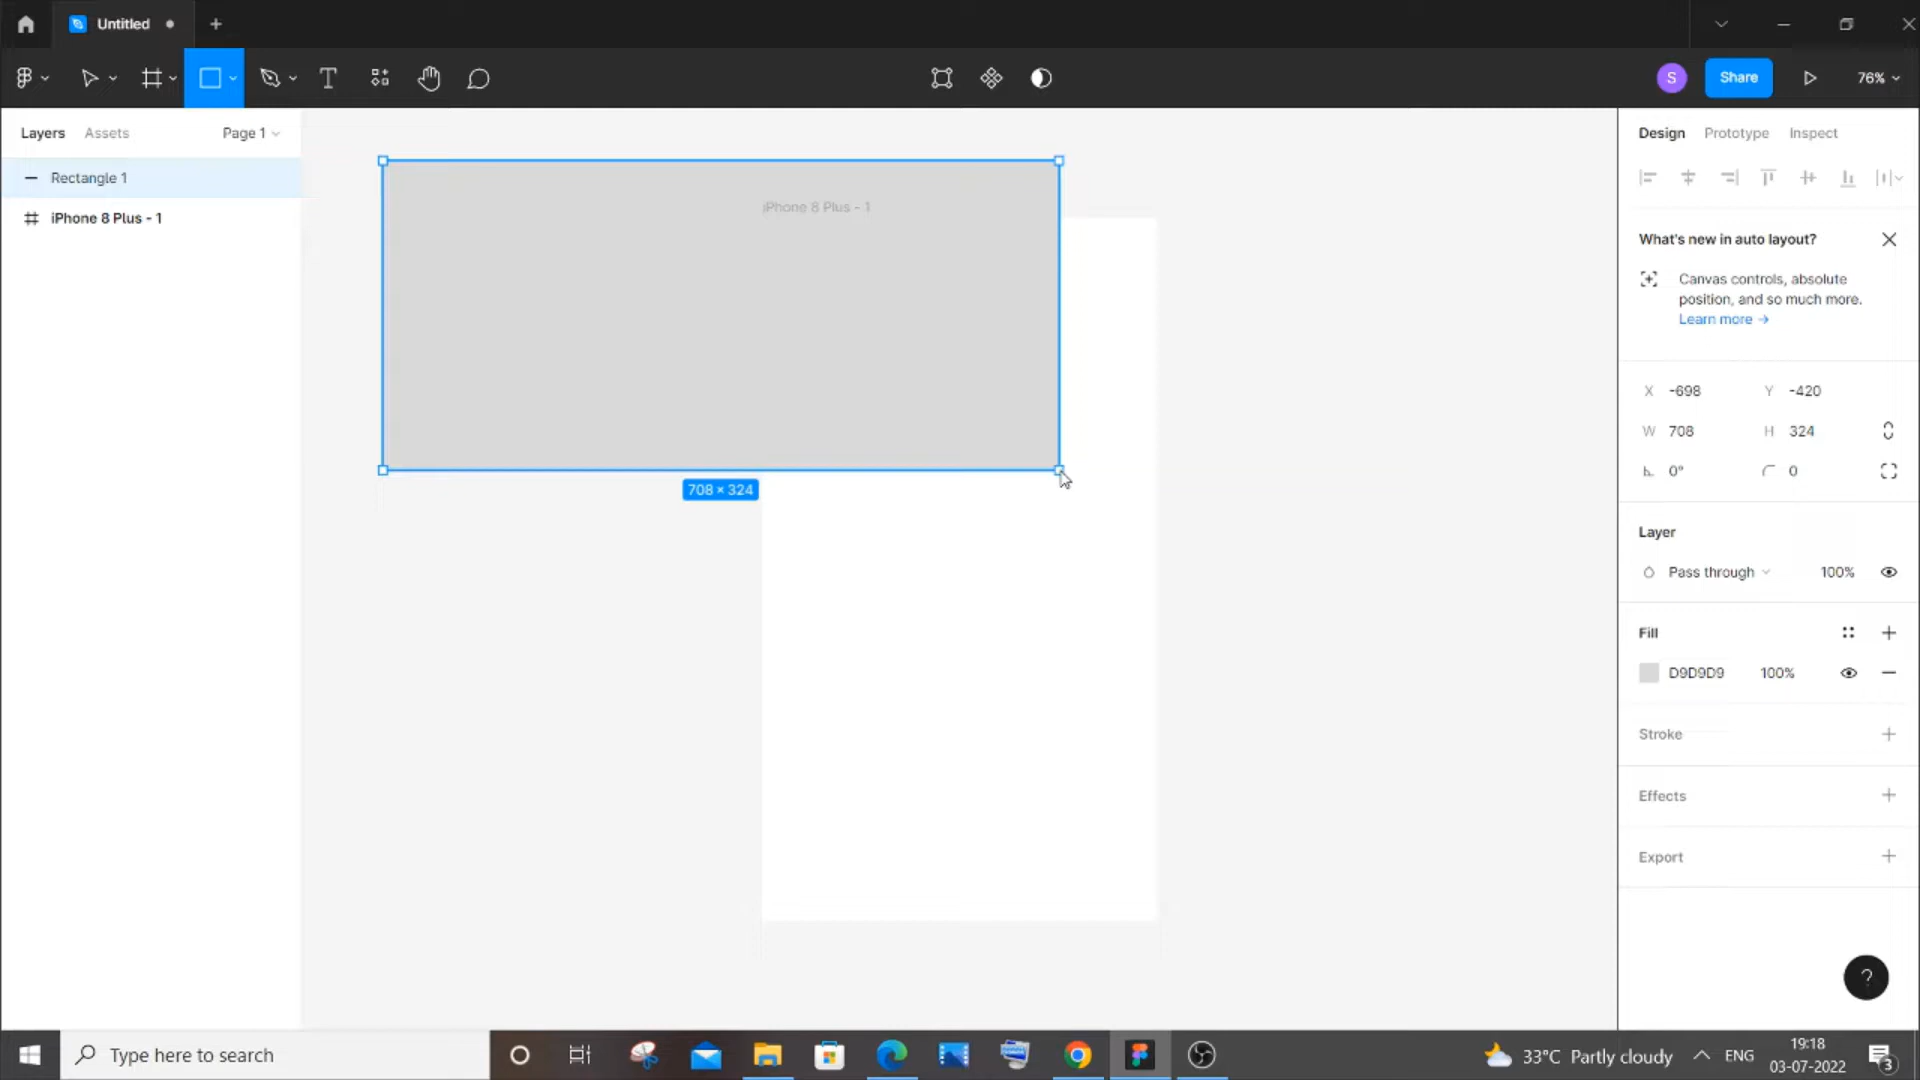 Untitled
S
Share
76%
Layers
Assets
Page 1
Design
Prototype
Inspect
Rectangle 1
iPhone 8 Plus - 1
iPhone 8 Plus - 1
708 × 324
What's new in auto layout?
Canvas controls, absolute
position, and so much more.
Learn more →
X -698
Y -420
W 708
H 324
0°
0
Layer
Pass through
100%
Fill
D9D9D9
100%
Stroke
Effects
Export
?
Type here to search
33°C Partly cloudy
ENG
19:18
03-07-2022
3